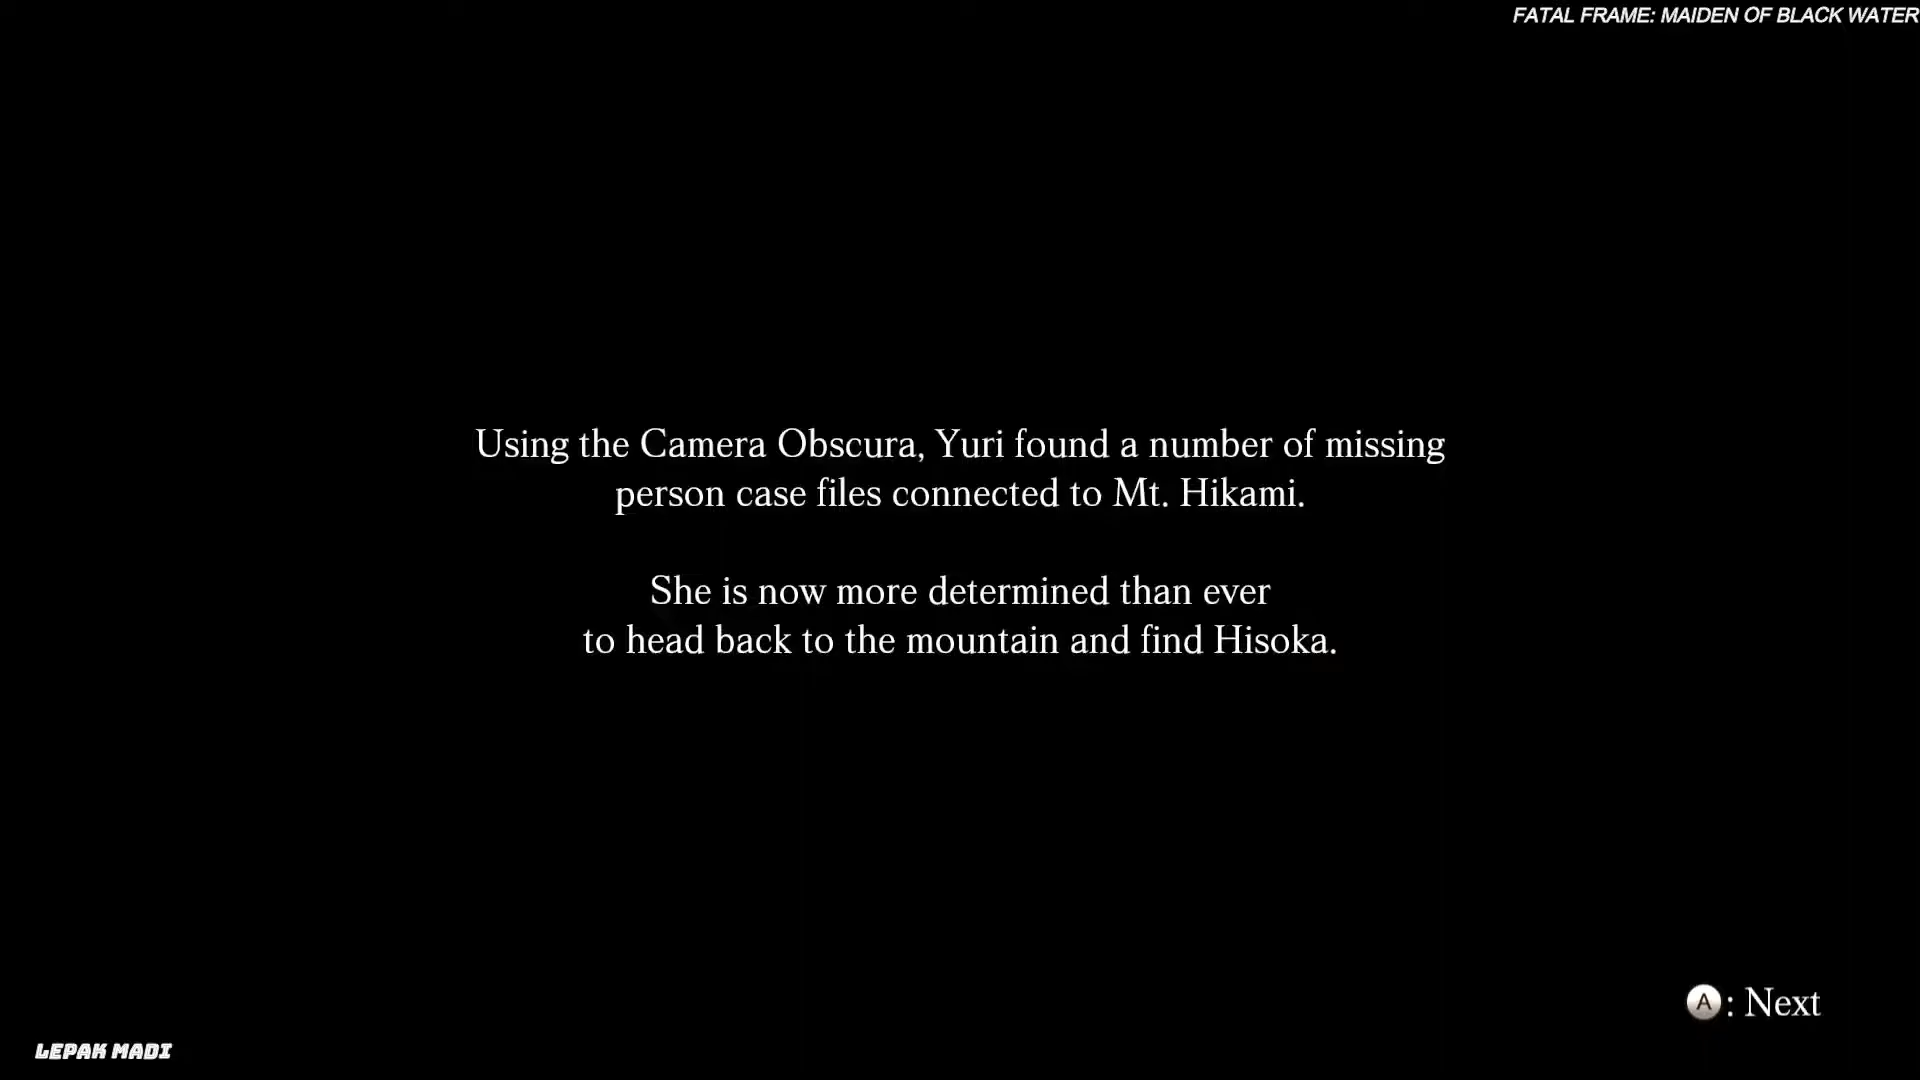 FATAL FRAME: MAIDEN OF BLACK WATER
Using the Camera Obscura, Yuri found a number of missing
person case files connected to Mt. Hikami.
She is now more determined than ever
to head back to the mountain and find Hisoka.
A: Next
LEPAK MADI